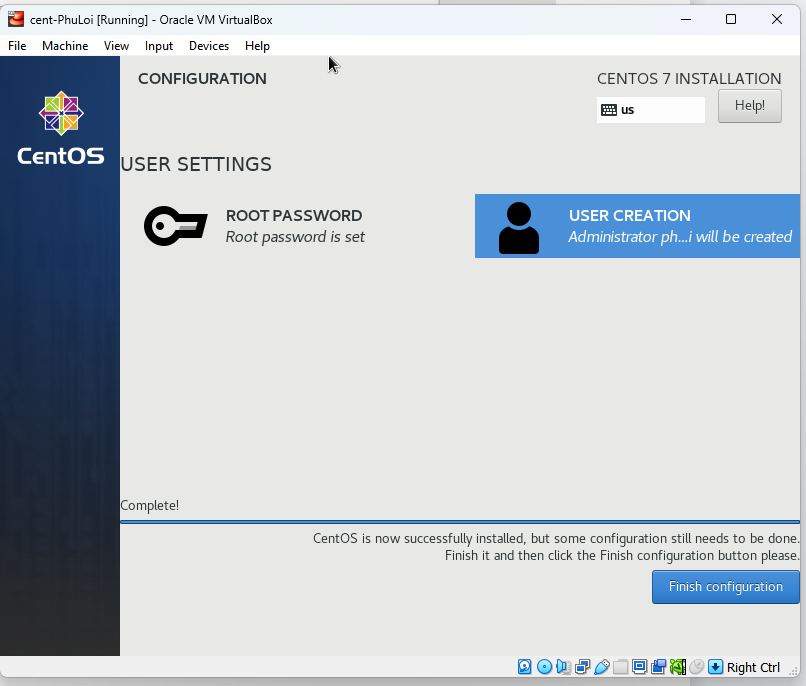 cent-PhuLoi [Running] - Oracle VM VirtualBox
File Machine View Input Devices Help
CONFIGURATION
CENTOS 7 INSTALLATION
us
Help!
CentOS
USER SETTINGS
ROOT PASSWORD
Root password is set
USER CREATION
Administrator ph...i will be created
Complete!
CentOS is now successfully installed, but some configuration still needs to be done.
Finish it and then click the Finish configuration button please.
Finish configuration
Right Ctrl